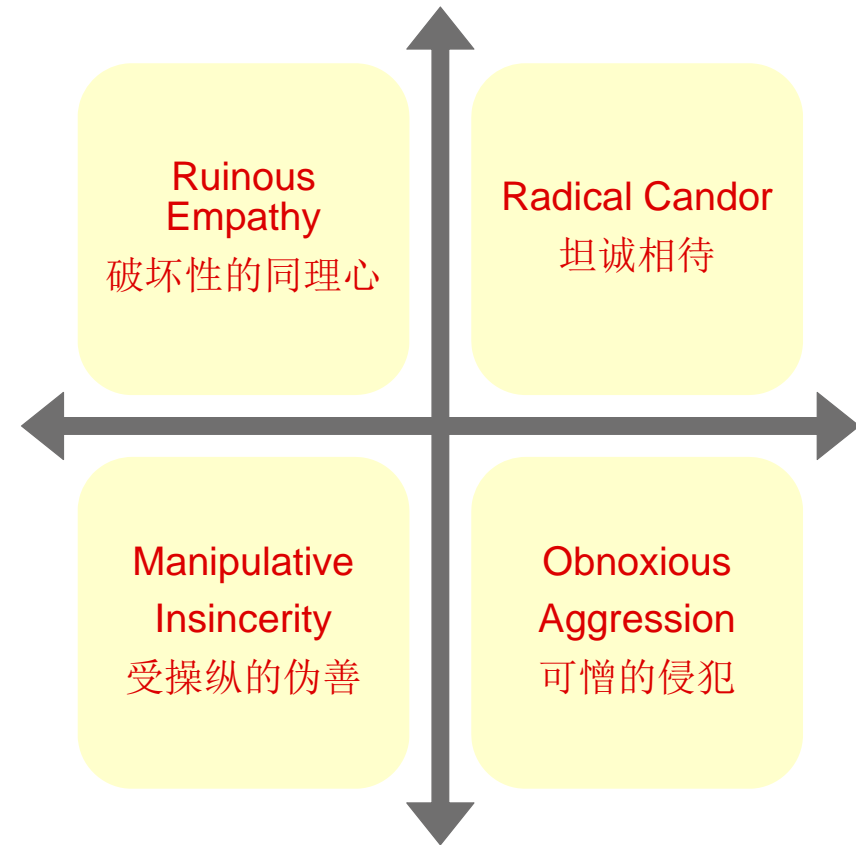 Ruinous
Empathy
破坏性的同理心
Radical Candor
坦诚相待
Manipulative
Insincerity
受操纵的伪善
Obnoxious
Aggression
可憎的侵犯